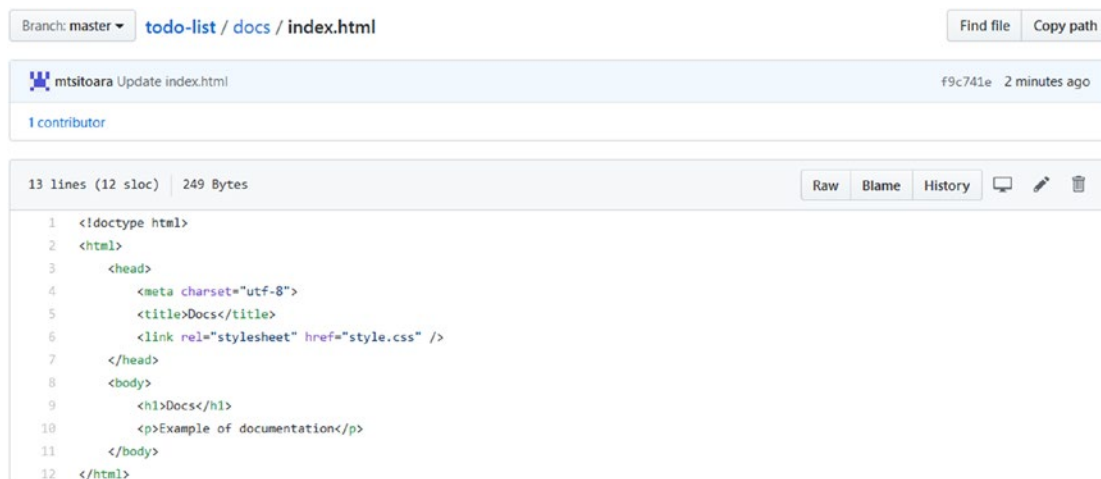 Branch: master todo-list / docs / index.html Find file Copy path
mtsitoara Update index.html f9c741e 2 minutes ago
1 contributor
13 lines (12 sloc) 249 Bytes Raw Blame History
1 <!doctype html>
2 <html>
3 <head>
4 <meta charset="utf-8">
5 <title>Docs</title>
6 <link rel="stylesheet" href="style.css" />
7 </head>
8 <body>
9 <h1>Docs</h1>
10 <p>Example of documentation</p>
11 </body>
12 </html>